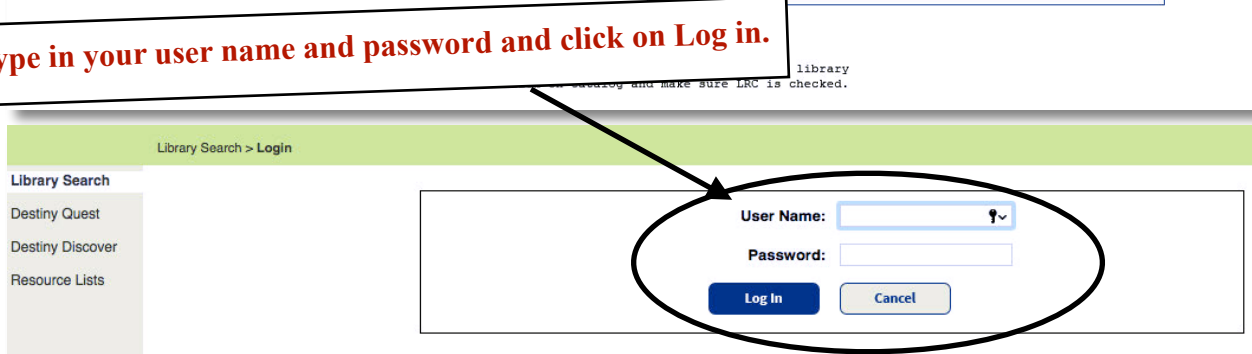 ype in your user name and password and click on Log in.
library
catalog and make sure LRC is checked.
Library Search > Login
Library Search
Destiny Quest
Destiny Discover
Resource Lists
User Name:
Password:
Log In
Cancel